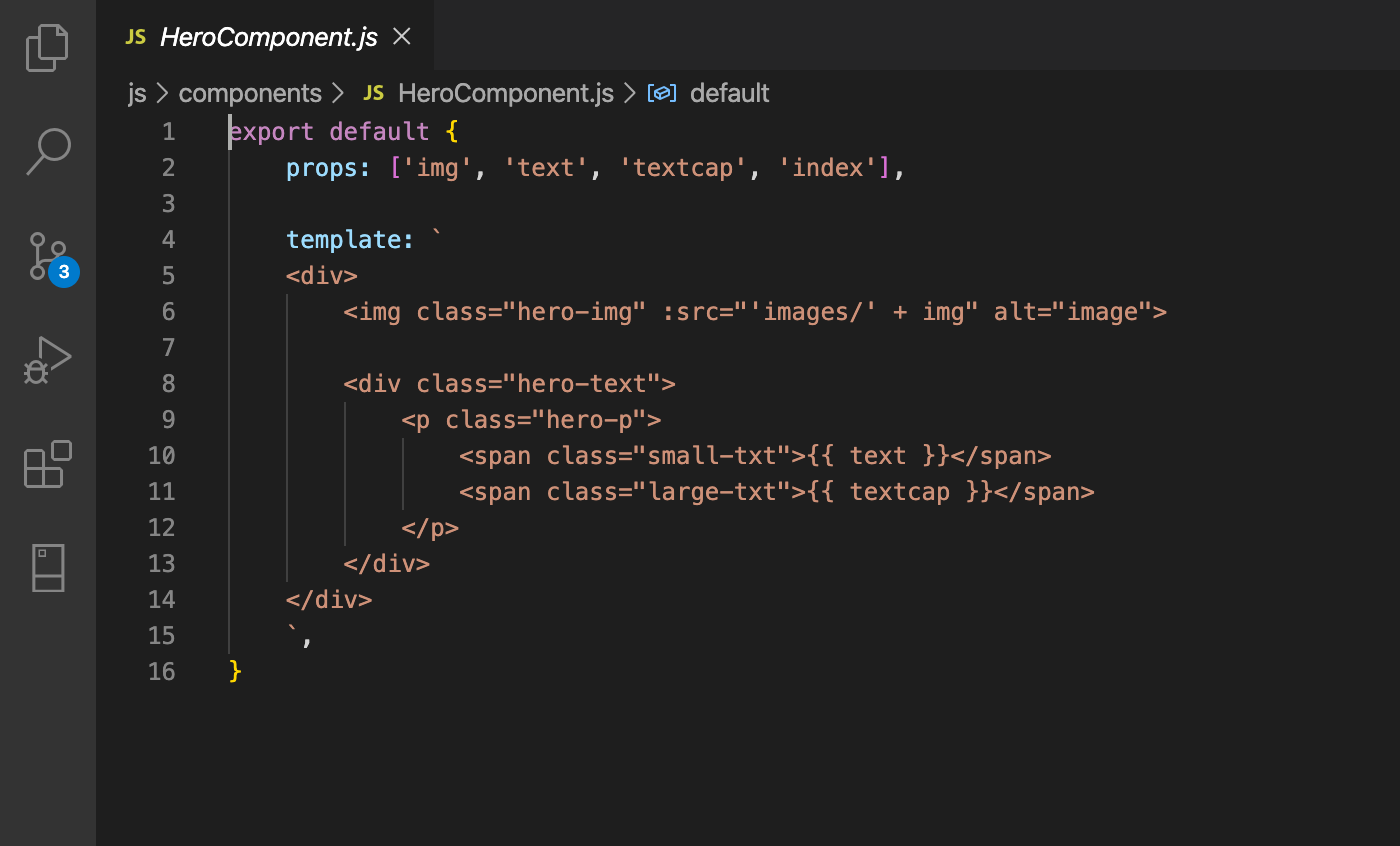 JS HeroComponent.js
js > components > JS HeroComponent.js > default
1 export default {
2     props: ['img', 'text', 'textcap', 'index'],
3
4     template: `
5     <div>
6         <img class="hero-img" :src="'images/' + img" alt="image">
7
8         <div class="hero-text">
9             <p class="hero-p">
10                 <span class="small-txt">{{ text }}</span>
11                 <span class="large-txt">{{ textcap }}</span>
12             </p>
13         </div>
14     </div>
15     `,
16 }
3